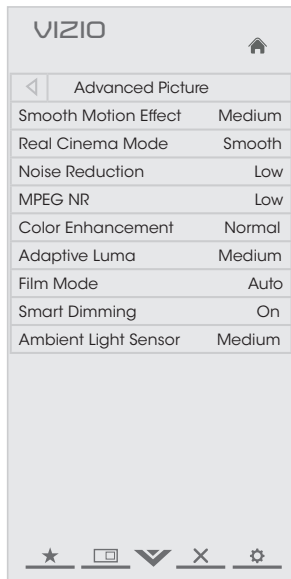 VIZIO
Advanced Picture
Smooth Motion Effect Medium
Real Cinema Mode Smooth
Noise Reduction Low
MPEG NR Low
Color Enhancement Normal
Adaptive Luma Medium
Film Mode Auto
Smart Dimming On
Ambient Light Sensor Medium